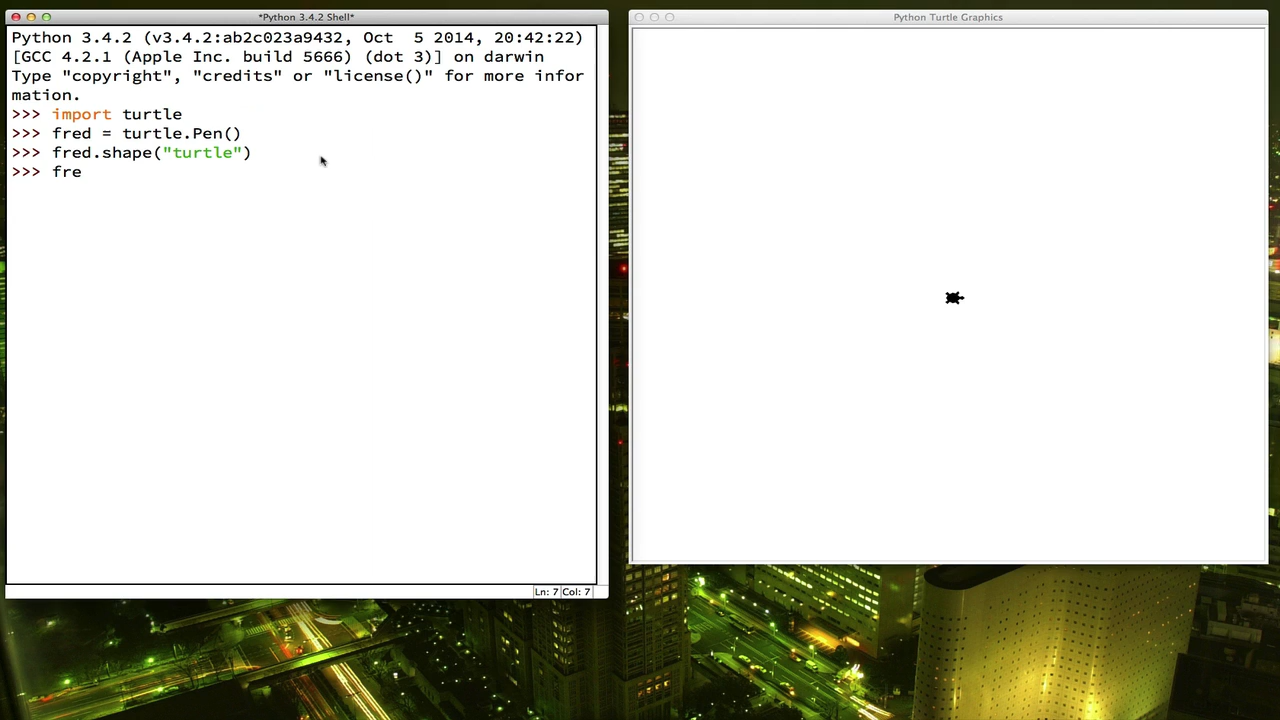 *Python 3.4.2 Shell*
Python 3.4.2 (v3.4.2:ab2c023a9432, Oct  5 2014, 20:42:22)
[GCC 4.2.1 (Apple Inc. build 5666) (dot 3)] on darwin
Type "copyright", "credits" or "license()" for more infor
mation.
>>> import turtle
>>> fred = turtle.Pen()
>>> fred.shape("turtle")
>>> fre
Ln: 7 Col: 7
Python Turtle Graphics